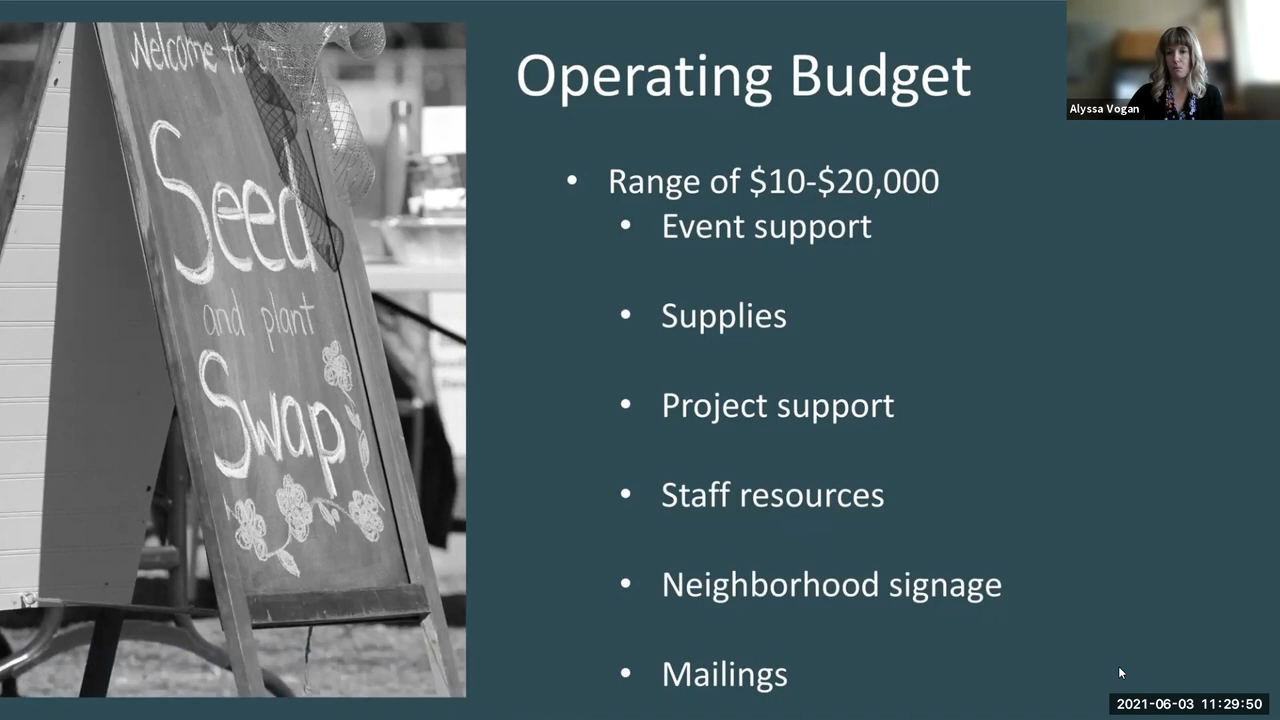 Welcome to
Seed
and plant
Swap
Operating Budget
• Range of $10-$20,000
• Event support
• Supplies
• Project support
• Staff resources
• Neighborhood signage
• Mailings
Alyssa Vogan
2021-06-03 11:29:50